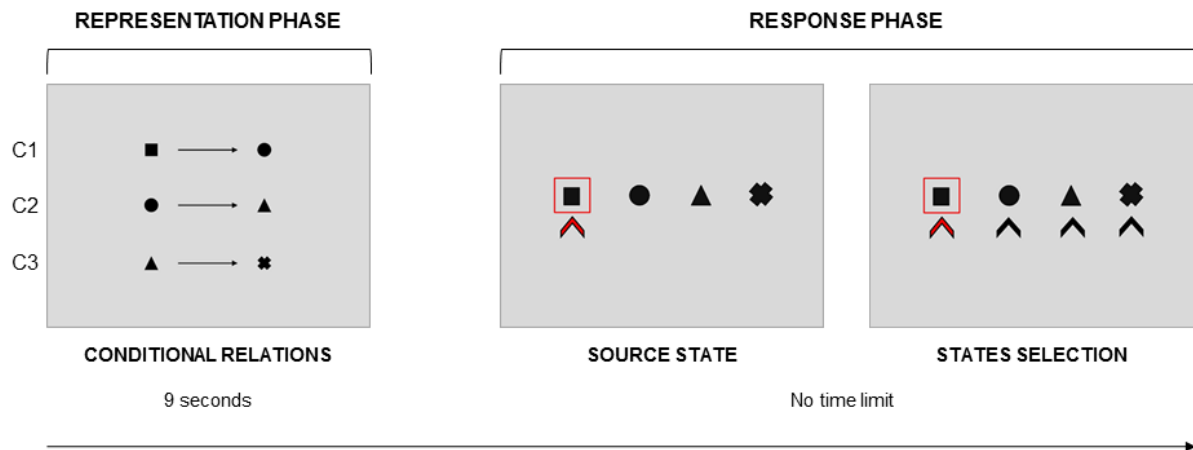 REPRESENTATION PHASE
RESPONSE PHASE
C1
C2
C3
CONDITIONAL RELATIONS
SOURCE STATE
STATES SELECTION
9 seconds
No time limit